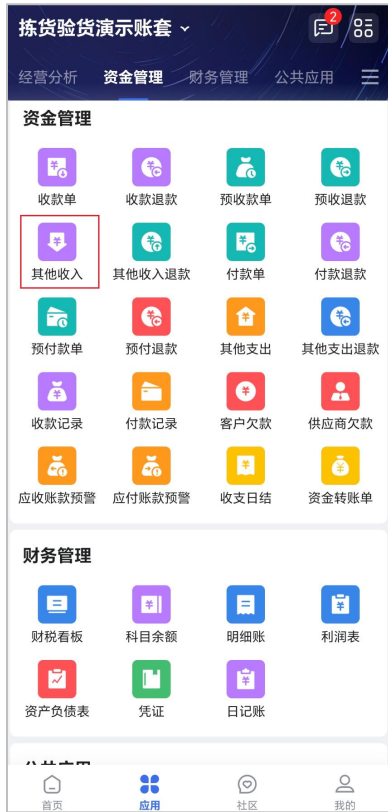 拣货验货演示账套
2
经营分析 资金管理 财务管理 公共应用
资金管理
收款单 收款退款 预收款单 预收退款
其他收入 其他收入退款 付款单 付款退款
预付款单 预付退款 其他支出 其他支出退款
收款记录 付款记录 客户欠款 供应商欠款
应收账款预警 应付账款预警 收支日结 资金转账单
财务管理
财税看板 科目余额 明细账 利润表
资产负债表 凭证 日记账
首页 应用 社区 我的